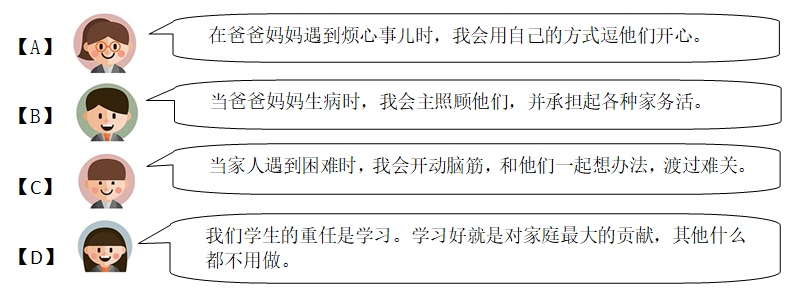 【A】 在爸爸妈妈遇到烦心事儿时，我会用自己的方式逗他们开心。
【B】 当爸爸妈妈生病时，我会主照顾他们，并承担起各种家务活。
【C】 当家人遇到困难时，我会开动脑筋，和他们一起想办法，渡过难关。
【D】 我们学生的重任是学习。学习好就是对家庭最大的贡献，其他什么
都不用做。